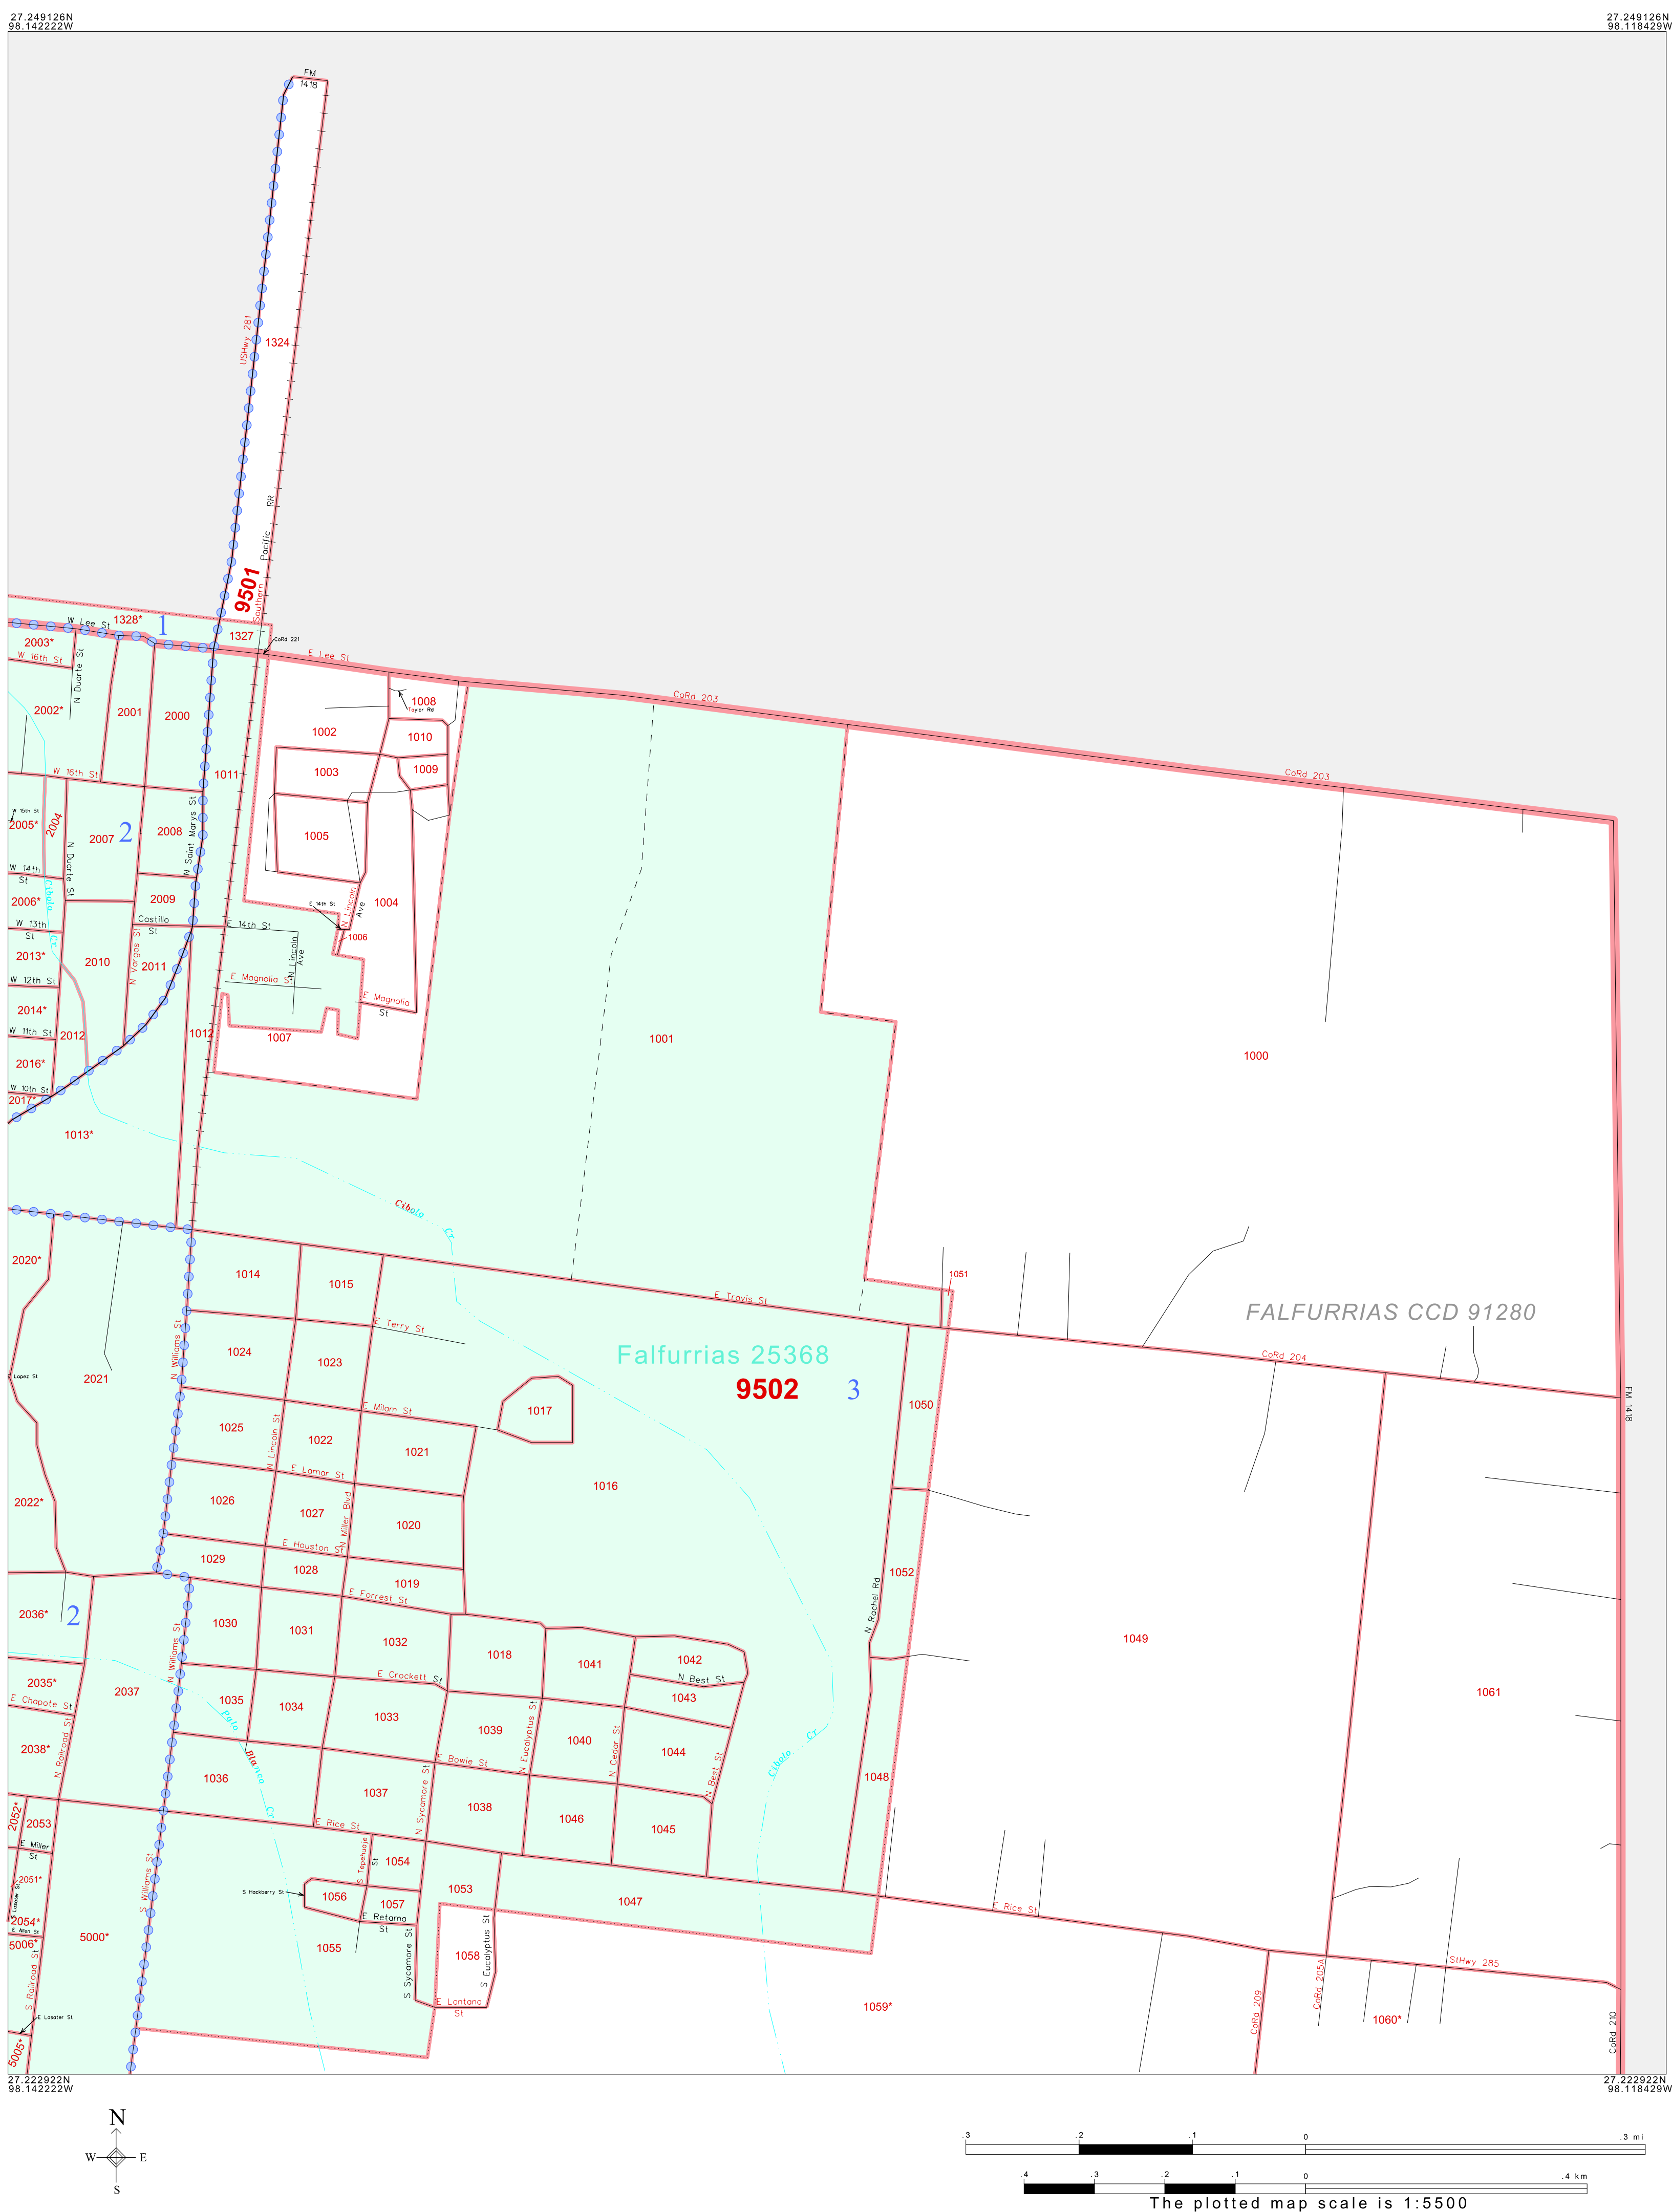 27.249126N
98.142222W
27.249126N
98.118429W
FM
1418
USHwy 281
1324
Southern Pacific RR
9501
1328*
1
W Lee St
1327
CoRd 221
E Lee St
2003*
W 16th St
N Duarte St
2002*
2001
2000
CoRd 203
1008
Taylor Rd
1002
1010
1003
1009
1011
CoRd 203
W 16th St
W 15th St
2005*
2004
2007
2
2008
N Saint Marys St
1005
W 14th
St
N Duarte St
Cibolo Cr
2006*
2009
E 14th St
N Lincoln
Ave
1004
Castillo
St
E 14th St
W 13th
St
1006
N Lincoln
Ave
2013*
2010
N Vargas St
2011
W 12th St
E Magnolia St
E Magnolia
St
2014*
W 11th St
2012
1012
1007
1001
1000
2016*
W 10th St
2017*
1013*
Cibolo Cr
2020*
1014
1015
1051
E Travis St
FALFURRIAS CCD 91280
E Terry St
N Williams St
1024
1023
Falfurrias 25368
CoRd 204
Lopez St
2021
9502
3
FM 1418
1017
1050
E Milam St
1025
N Lincoln St
1022
1021
E Lamar St
1016
2022*
1026
1027
N Miller Blvd
1020
E Houston St
1029
1028
1019
1052
E Forrest St
N Rachel Rd
2036*
2
N Williams St
1030
1031
1032
1018
1041
1042
1049
E Crockett St
N Best St
2035*
2037
1043
1061
E Chapote St
1035
1034
1033
1039
N Eucalyptus St
1040
Palo Blanco Cr
2038*
N Railroad St
E Bowie St
N Cedar St
1044
Cibolo Cr
N Best St
1036
1037
N Sycamore St
1038
1046
1045
1048
2052*
2053
E Rice St
E Miller
St
S Tepehuaje
St
1054
2051*
S Lasater St
S Williams St
S Hackberry St
1056
1057
1053
1047
E Rice St
2054*
E Allen St
E Retama
St
5006*
5000*
1055
S Sycamore St
1058
S Eucalyptus St
StHwy 285
CoRd 205A
S Railroad St
E Lantana
St
1059*
CoRd 209
1060*
CoRd 210
E Lasater St
5005*
27.222922N
98.142222W
27.222922N
98.118429W
N
W
E
S
.3
.2
.1
0
.3 mi
.4
.3
.2
.1
0
.4 km
The plotted map scale is 1:5500